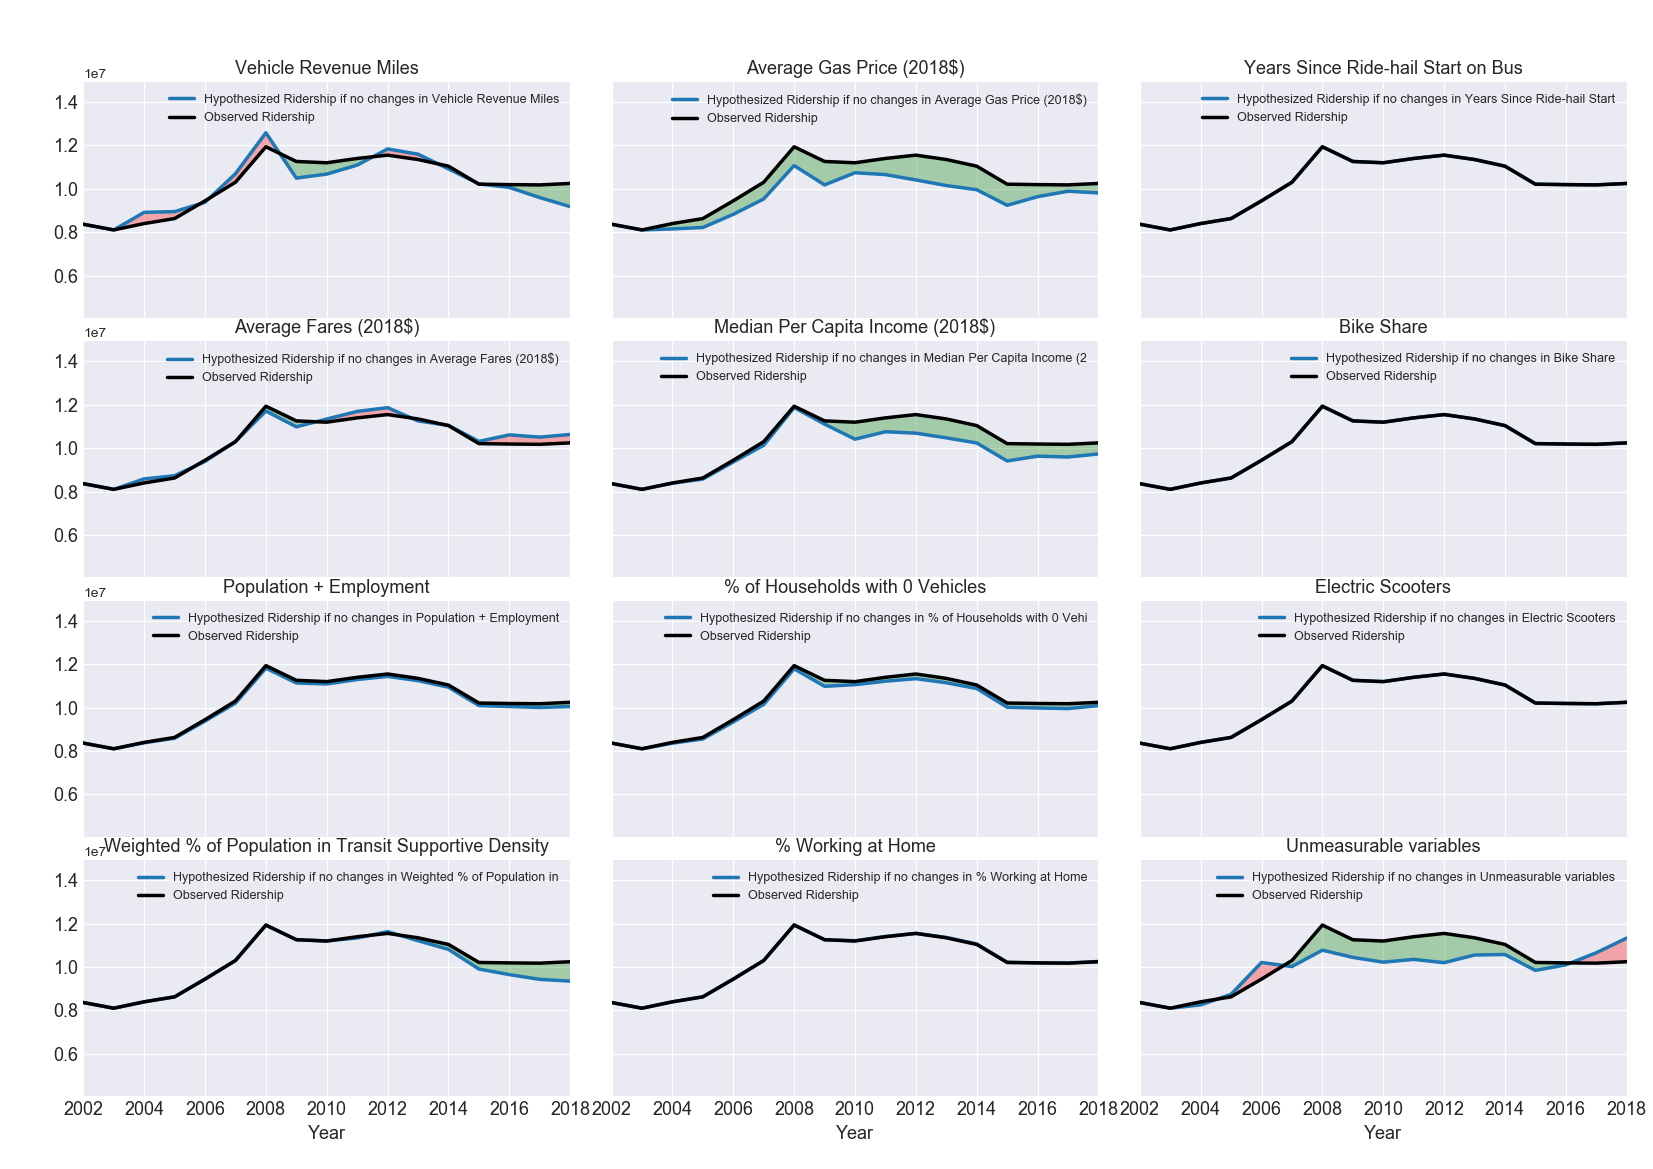 Vehicle Revenue Miles
Average Gas Price (2018$)
Years Since Ride-hail Start on Bus
1e7
Hypothesized Ridership if no changes in Vehicle Revenue Miles
Observed Ridership
Hypothesized Ridership if no changes in Average Gas Price (2018$)
Observed Ridership
Hypothesized Ridership if no changes in Years Since Ride-hail Start
Observed Ridership
1.4
1.2
1.0
0.8
0.6
Average Fares (2018$)
Median Per Capita Income (2018$)
Bike Share
1e7
Hypothesized Ridership if no changes in Average Fares (2018$)
Observed Ridership
Hypothesized Ridership if no changes in Median Per Capita Income (2
Observed Ridership
Hypothesized Ridership if no changes in Bike Share
Observed Ridership
1.4
1.2
1.0
0.8
0.6
Population + Employment
% of Households with 0 Vehicles
Electric Scooters
1e7
Hypothesized Ridership if no changes in Population + Employment
Observed Ridership
Hypothesized Ridership if no changes in % of Households with 0 Vehi
Observed Ridership
Hypothesized Ridership if no changes in Electric Scooters
Observed Ridership
1.4
1.2
1.0
0.8
0.6
Weighted % of Population in Transit Supportive Density
% Working at Home
Unmeasurable variables
1e7
Hypothesized Ridership if no changes in Weighted % of Population in
Observed Ridership
Hypothesized Ridership if no changes in % Working at Home
Observed Ridership
Hypothesized Ridership if no changes in Unmeasurable variables
Observed Ridership
1.4
1.2
1.0
0.8
0.6
2002 2004 2006 2008 2010 2012 2014 2016 2018
2002 2004 2006 2008 2010 2012 2014 2016 2018
2002 2004 2006 2008 2010 2012 2014 2016 2018
Year
Year
Year